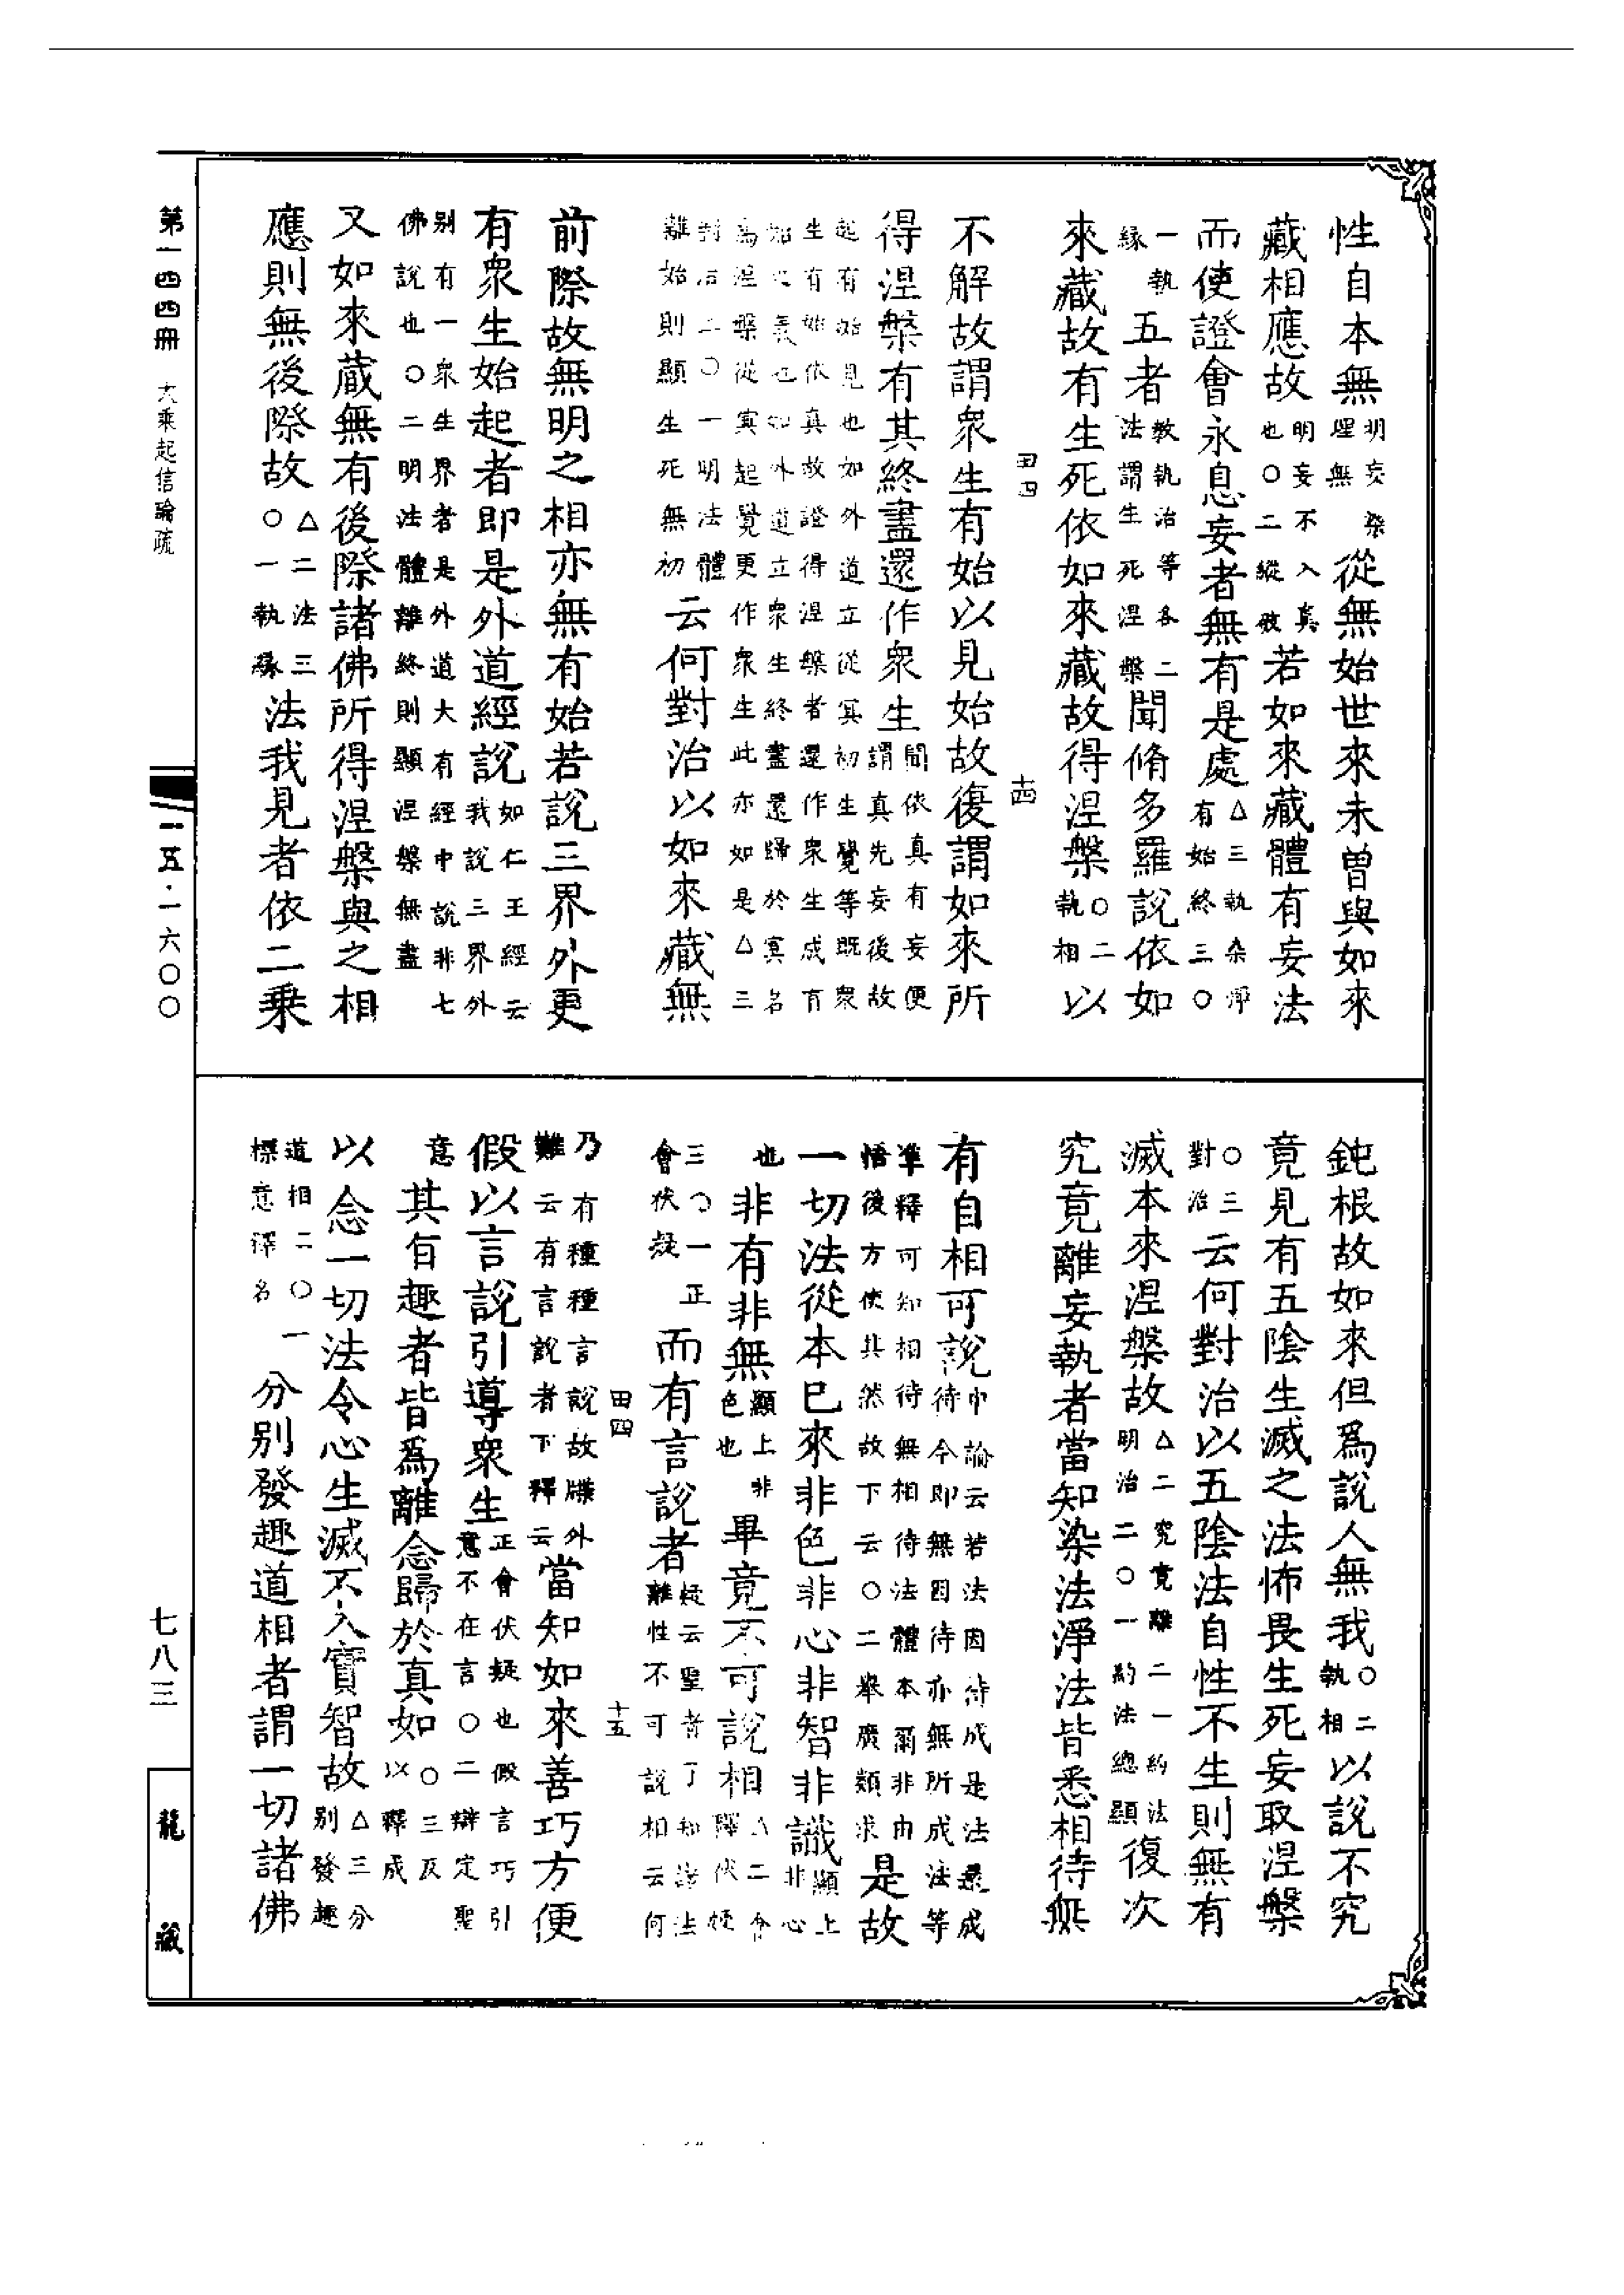 性自本無明妄染理無從無始世來未曾與如來
藏相應故明妄不入真也○二縱破若如來藏體有妄法
而使證會永息妄者無有是處△三執染淨有始終三○
一執緣五者教執治等各二法謂生死涅槃聞脩多羅說依如
來藏故有生死依如來藏故得涅槃○二執相以
田四
十四
不解故謂衆生有始以見始故復謂如來所
得涅槃有其終盡還作衆生聞依真有妄便謂真先妄後故
起有始見也如外道立從冥初生覺等既衆
生有始依真故證得涅槃者還作衆生成有
外道立衆生終盡還歸於冥名
爲涅槃從冥起覺更作衆生此亦如是△三
對治二○一明法體
離始則顯生死無初云何對治以如來藏無
前際故無明之相亦無有始若說三界外更
有衆生始起者即是外道經說如仁王經云我說三界外
別有一衆生界者是外道大有經中說非七
佛說也○二明法體離終則顯涅槃無盡
又如來藏無有後際諸佛所得涅槃與之相
應則無後際故△二法三○一執緣法我見者依二乘
鈍根故如來但爲說人無我○二執相以說不究
竟見有五陰生滅之法怖畏生死妄取涅槃
○三對治云何對治以五陰法自性不生則無有
滅本來涅槃故△二究竟離二一約法明治二○一約法總顯復次
究竟離妄執者當知染法淨法皆悉相待無
有自相可說中論云若法因待成是法還成待今即無因待亦無所成法等
準釋可知相待無相待法體本爾非由
悟後方使其然故下云○二舉廣類求是故
一切法從本已來非色非心非智非識顯上非心
也非有非無顯上非色也畢竟不可說相△二會釋伏疑
三○一正會伏疑而有言說者疑云聖者了知諸法離性不可說相云何
田四
十五
乃有種種言說故牒外
難云有言說者下釋云當知如來善巧方便
假以言說引導衆生正會伏疑也假言巧引意不在言○二辯定聖
意其旨趣者皆爲離念歸於真如○三反以釋成
以念一切法令心生滅不入實智故△三分別發趣
道相二○一標意釋名分別發趣道相者謂一切諸佛
第一四四冊
大乘起信論疏
一五·一六〇〇
七八三
龍藏